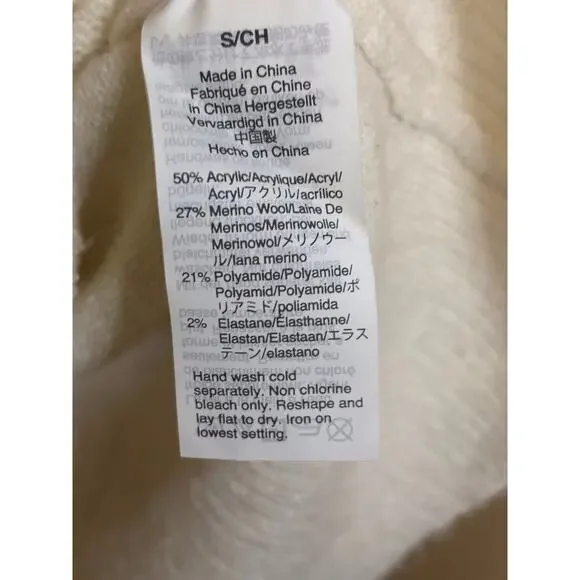 S/CH
Made in China
Fabriqué en Chine
In China Hergestellt
Vervaardigd in China
中国製
Hecho en China
50% Acrylic/Acrylique/Acryl/
Acryl/アクリル/acrílico
27% Merino Wool/Laine De
Merinos/Merinowolle/
Merinowol/メリノウー
ル/lana merino
21% Polyamide/Polyamide/
Polyamid/Polyamide/ポ
リアミド/poliamida
2% Elastane/Élasthanne/
Elastan/Elastaan/エラス
テーン/elastano
Hand wash cold
separately. Non chlorine
bleach only. Reshape and
lay flat to dry. Iron on
lowest setting.